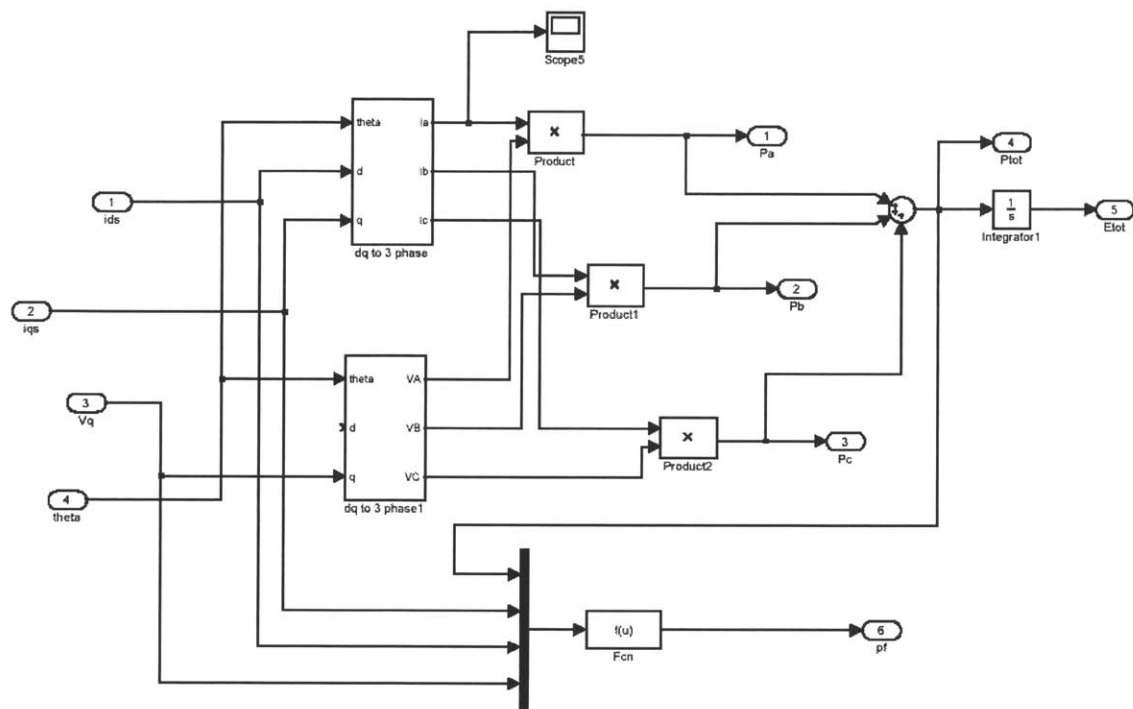 Scope5
theta
d
q
Ia
Ib
Ic
dq to 3 phase
×
Product
1
Pa
4
Ptot
1
ids
1
s
Integrator1
5
Etot
×
Product1
2
Pb
2
iqs
theta
d
q
VA
VB
VC
dq to 3 phase1
3
Vq
×
Product2
3
Pc
4
theta
f(u)
Fcn
6
pf